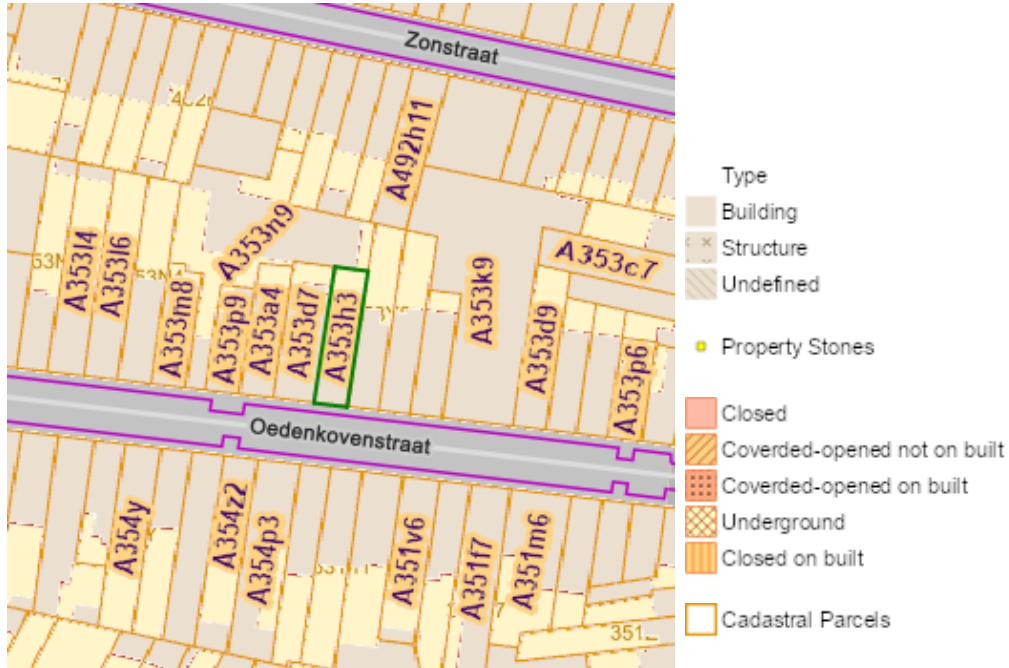 Zonstraat
A492h11
A353n9
A353l4
A353l6
A353m8
A353p9
A353a4
A353d7
A353h3
A353k9
A353c7
A353d9
A353p6
Oedenkovenstraat
A354y
A354z2
A354p3
A351v6
A351f7
A351m6
Type
Building
Structure
Undefined
Property Stones
Closed
Coverded-opened not on built
Coverded-opened on built
Underground
Closed on built
Cadastral Parcels